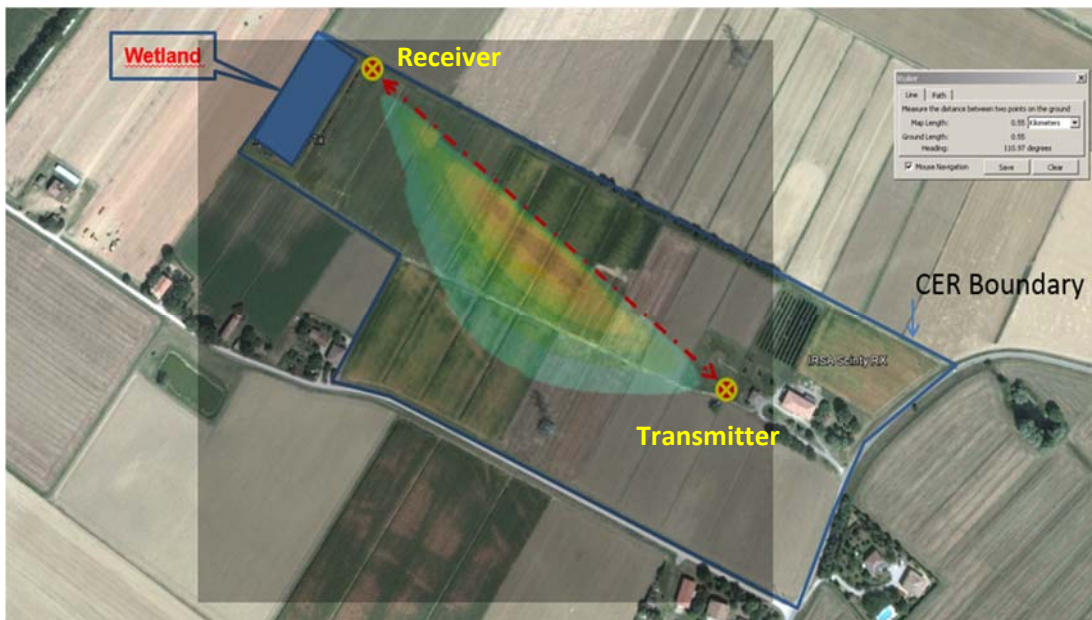 Wetland
Receiver
Ruler
Line Path
Measure the distance between two points on the ground
Map Length: 0.55 Kilometers
Ground Length: 0.55
Heading: 110.97 degrees
Mouse Navigation Save Clear
CER Boundary
IRSA Scinty RX
Transmitter